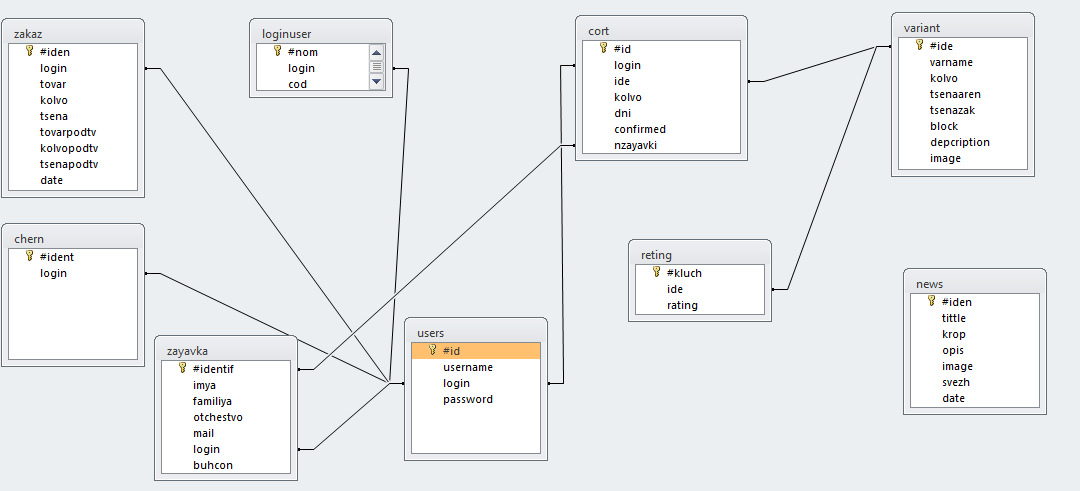 zakaz
#iden
login
tovar
kolvo
tsena
tovarpodtv
kolvopodtv
tsenapodtv
date
loginuser
#nom
login
cod
cort
#id
login
ide
kolvo
dni
confirmed
nzayavki
variant
#ide
varname
kolvo
tsenaaren
tsenazak
block
depcription
image
chern
#ident
login
zayavka
#identif
imya
familiya
otchestvo
mail
login
buhcon
users
#id
username
login
password
reting
#kluch
ide
rating
news
#iden
tittle
krop
opis
image
svezh
date